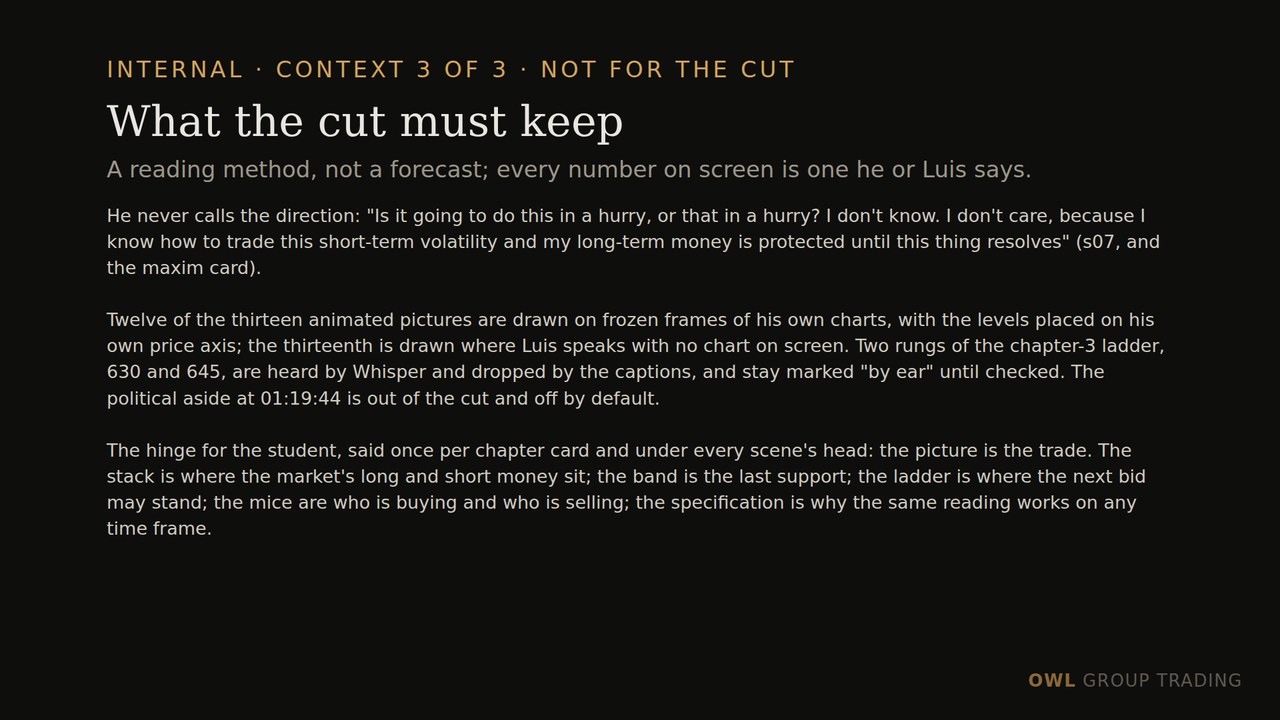 INTERNAL · CONTEXT 3 OF 3 · NOT FOR THE CUT
What the cut must keep
A reading method, not a forecast; every number on screen is one he or Luis says.
He never calls the direction: "Is it going to do this in a hurry, or that in a hurry? I don't know. I don't care, because I
know how to trade this short-term volatility and my long-term money is protected until this thing resolves" (s07, and
the maxim card).
Twelve of the thirteen animated pictures are drawn on frozen frames of his own charts, with the levels placed on his
own price axis; the thirteenth is drawn where Luis speaks with no chart on screen. Two rungs of the chapter-3 ladder,
630 and 645, are heard by Whisper and dropped by the captions, and stay marked "by ear" until checked. The
political aside at 01:19:44 is out of the cut and off by default.
The hinge for the student, said once per chapter card and under every scene's head: the picture is the trade. The
stack is where the market's long and short money sit; the band is the last support; the ladder is where the next bid
may stand; the mice are who is buying and who is selling; the specification is why the same reading works on any
time frame.
OWL GROUP TRADING